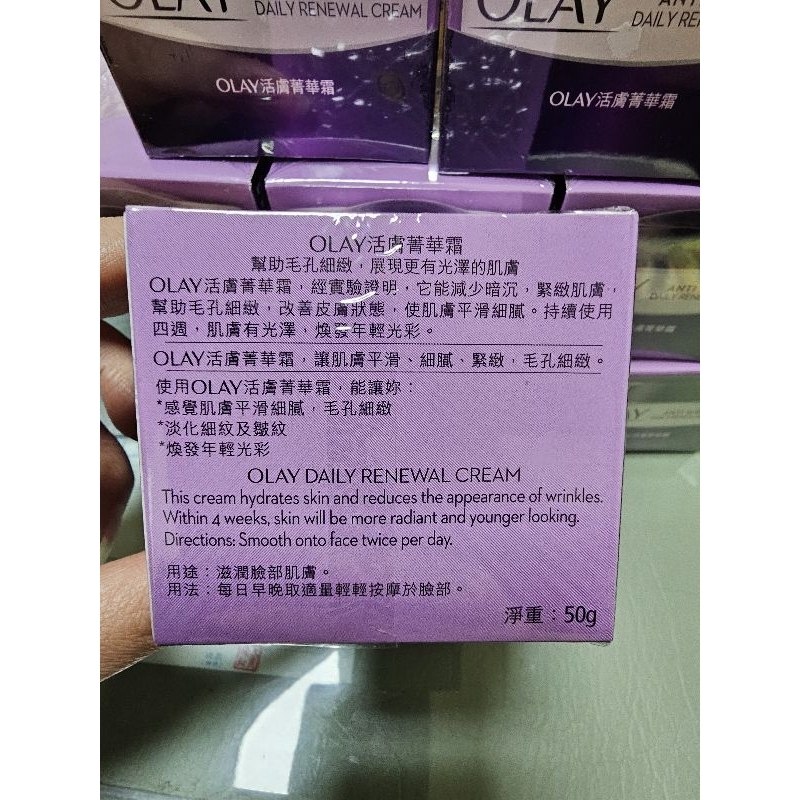 OLAY
DAILY RENEWAL CREAM
OLAY活膚菁華霜
OLAY
ANTI
DAILY RE
OLAY活膚菁華霜
OLAY活膚菁華霜
幫助毛孔細緻，展現更有光澤的肌膚
OLAY活膚菁華霜，經實驗證明，它能減少暗沉，緊緻肌膚，
幫助毛孔細緻，改善皮膚狀態，使肌膚平滑細膩。持續使用
四週，肌膚有光澤，煥發年輕光彩。
OLAY活膚菁華霜，讓肌膚平滑、細膩、緊緻，毛孔細緻。
使用OLAY活膚菁華霜，能讓妳：
*感覺肌膚平滑細膩，毛孔細緻
*淡化細紋及皺紋
*煥發年輕光彩
OLAY DAILY RENEWAL CREAM
This cream hydrates skin and reduces the appearance of wrinkles.
Within 4 weeks, skin will be more radiant and younger looking.
Directions: Smooth onto face twice per day.
用途：滋潤臉部肌膚。
用法：每日早晚取適量輕輕按摩於臉部。
淨重：50g
ANTI
DAILY REN